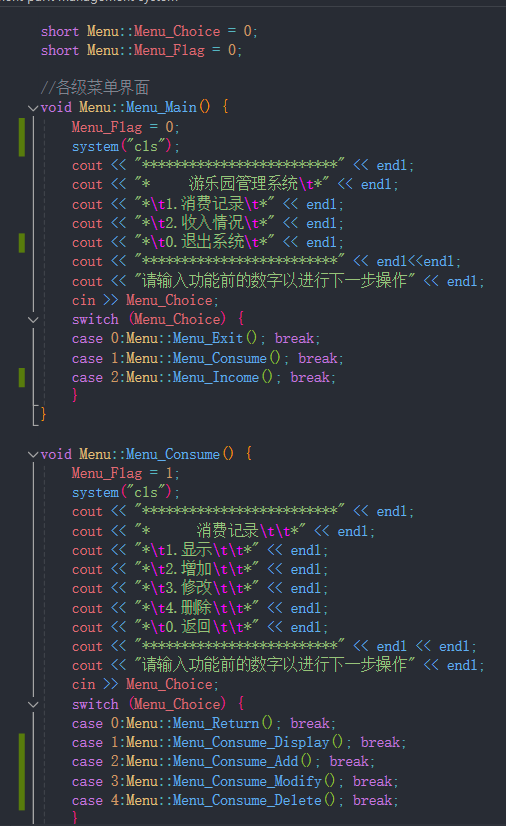 short Menu::Menu_Choice = 0;
short Menu::Menu_Flag = 0;
//各级菜单界面
void Menu::Menu_Main() {
Menu_Flag = 0;
system("cls");
cout << "*************************" << endl;
cout << "*     游乐园管理系统\t*" << endl;
cout << "*\t1.消费记录\t*" << endl;
cout << "*\t2.收入情况\t*" << endl;
cout << "*\t0.退出系统\t*" << endl;
cout << "*************************" << endl<<endl;
cout << "请输入功能前的数字以进行下一步操作" << endl;
cin >> Menu_Choice;
switch (Menu_Choice) {
case 0:Menu::Menu_Exit(); break;
case 1:Menu::Menu_Consume(); break;
case 2:Menu::Menu_Income(); break;
}
}
void Menu::Menu_Consume() {
Menu_Flag = 1;
system("cls");
cout << "*************************" << endl;
cout << "*      消费记录\t\t*" << endl;
cout << "*\t1.显示\t\t*" << endl;
cout << "*\t2.增加\t\t*" << endl;
cout << "*\t3.修改\t\t*" << endl;
cout << "*\t4.删除\t\t*" << endl;
cout << "*\t0.返回\t\t*" << endl;
cout << "*************************" << endl << endl;
cout << "请输入功能前的数字以进行下一步操作" << endl;
cin >> Menu_Choice;
switch (Menu_Choice) {
case 0:Menu::Menu_Return(); break;
case 1:Menu::Menu_Consume_Display(); break;
case 2:Menu::Menu_Consume_Add(); break;
case 3:Menu::Menu_Consume_Modify(); break;
case 4:Menu::Menu_Consume_Delete(); break;
}